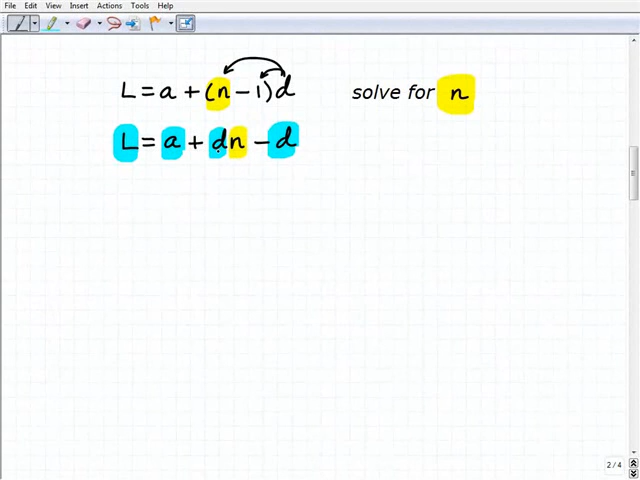 File Edit View Insert Actions Tools Help
L = a + (n - 1)d solve for n
L = a + dn - d
2/4